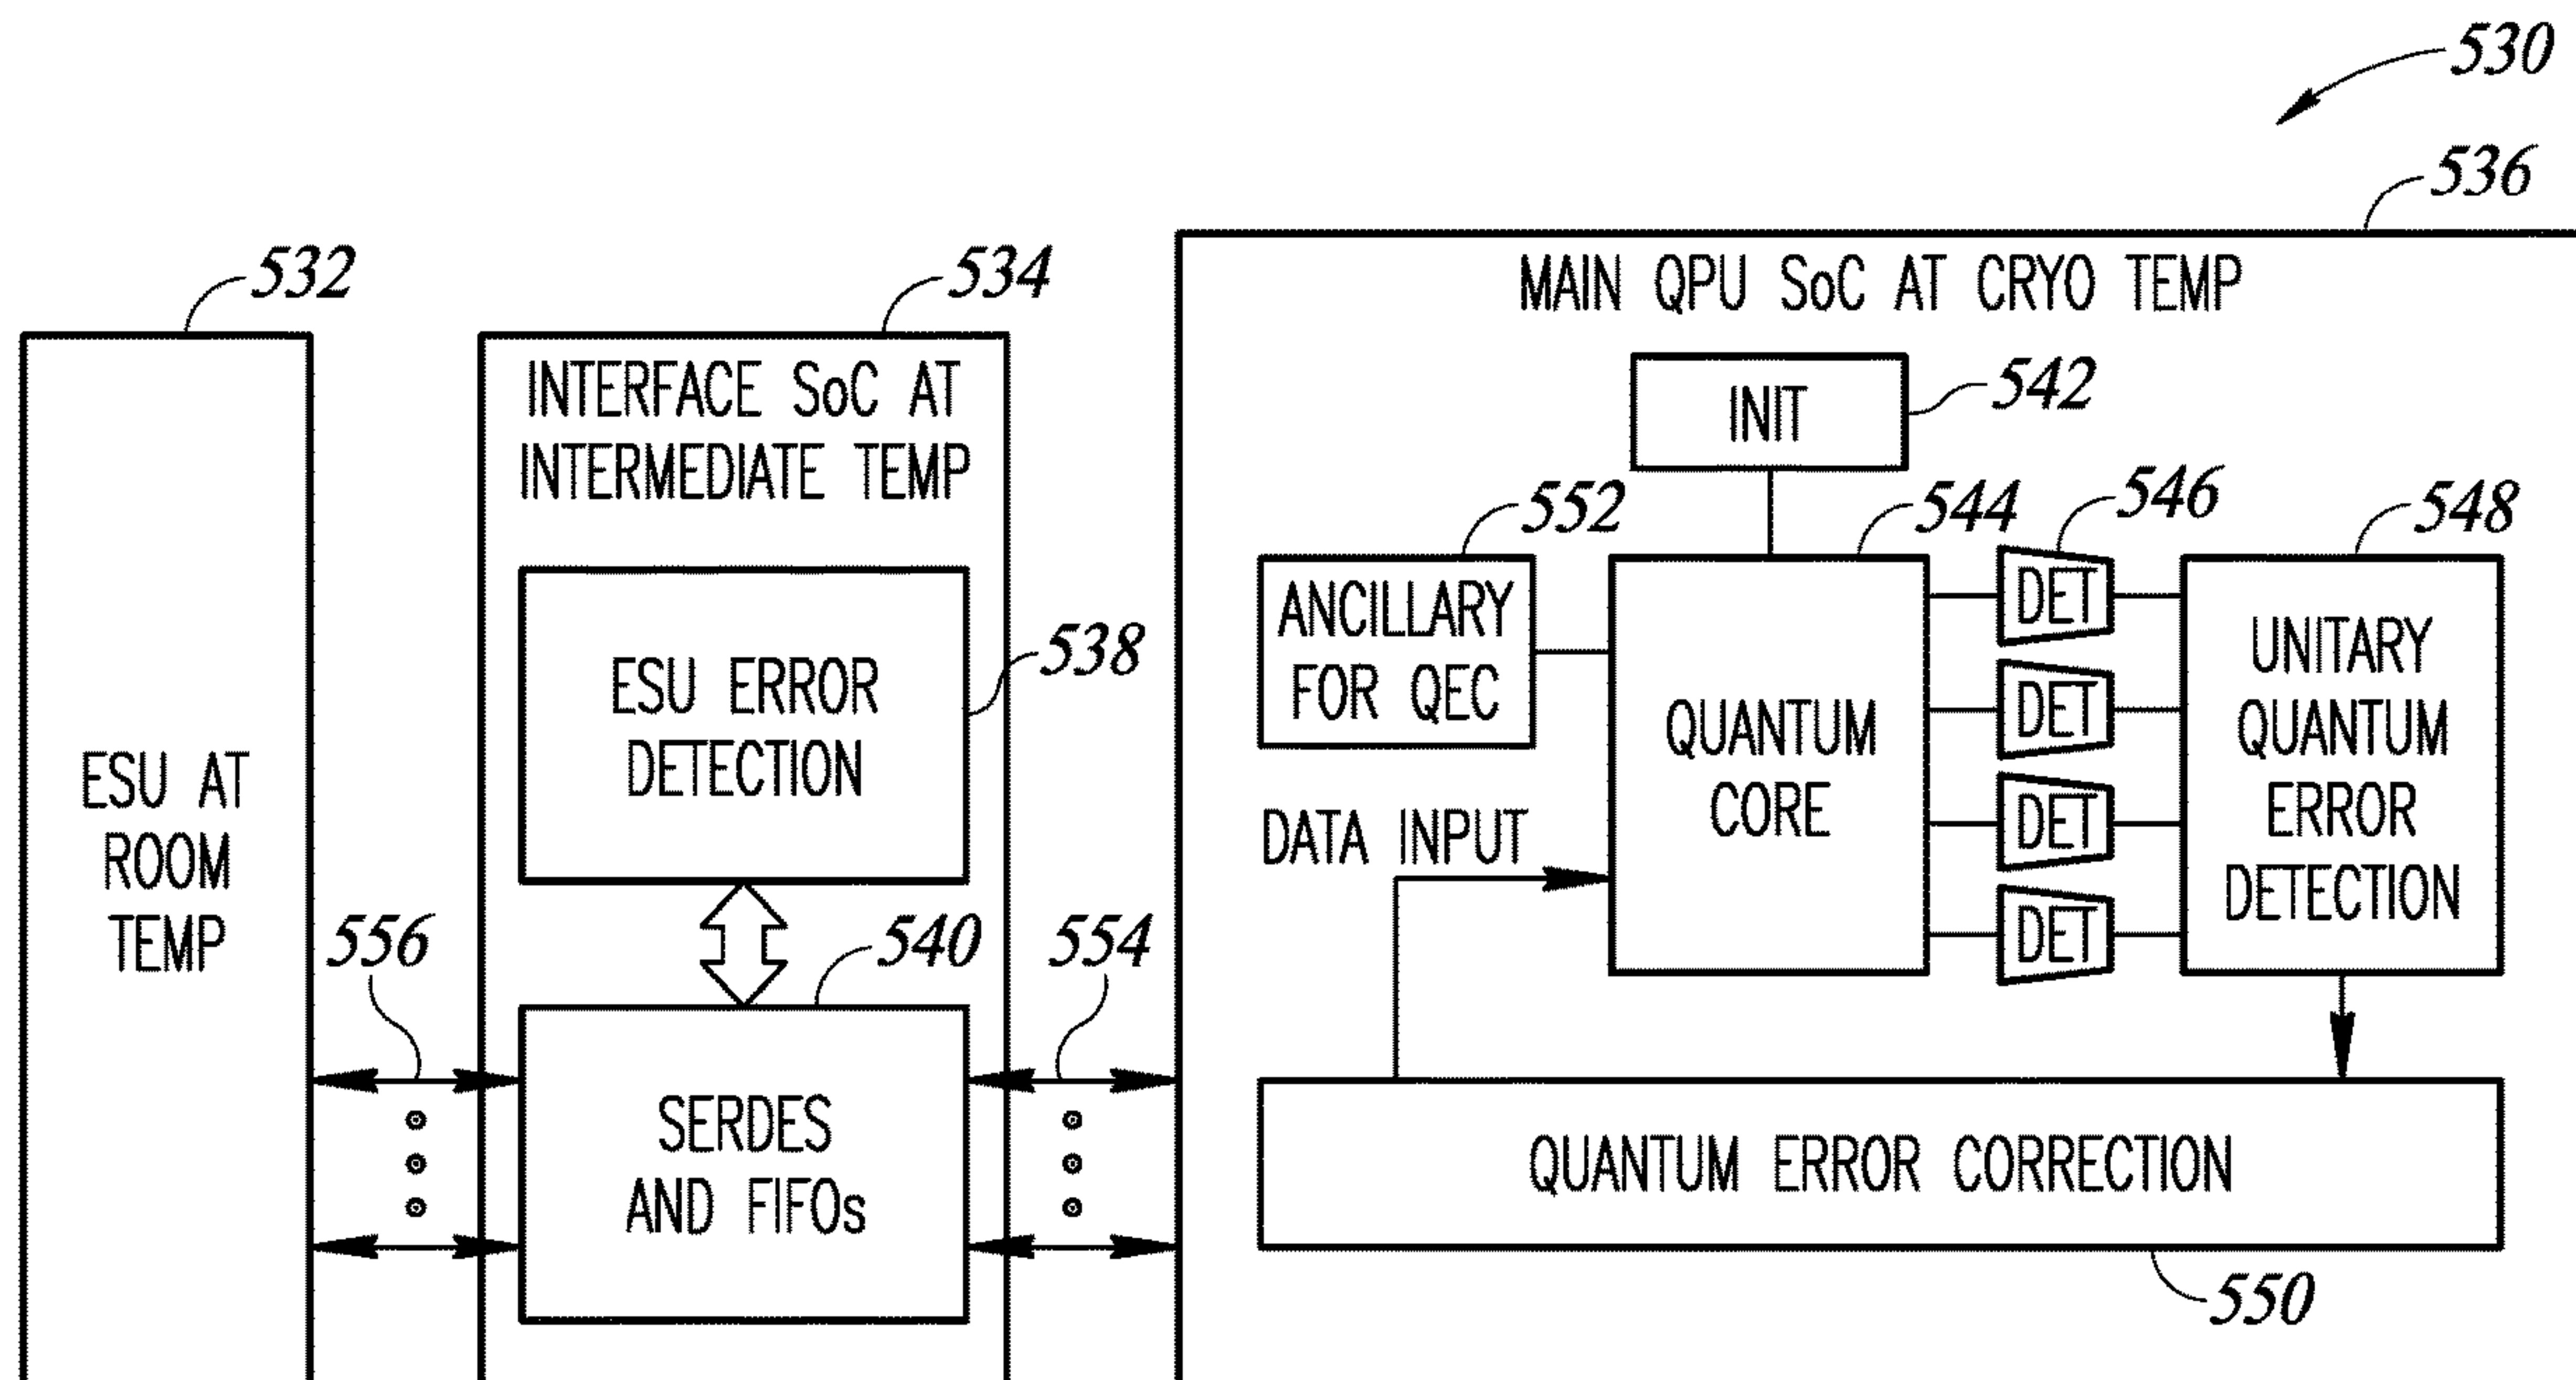 530
536
532
534
MAIN QPU SoC AT CRYO TEMP
INTERFACE SoC AT
INTERMEDIATE TEMP
INIT
542
552
544
546
548
ANCILLARY
FOR QEC
QUANTUM
CORE
DET
DET
DET
DET
UNITARY
QUANTUM
ERROR
DETECTION
ESU ERROR
DETECTION
538
DATA INPUT
ESU AT
ROOM
TEMP
556
540
554
SERDES
AND FIFOs
QUANTUM ERROR CORRECTION
550